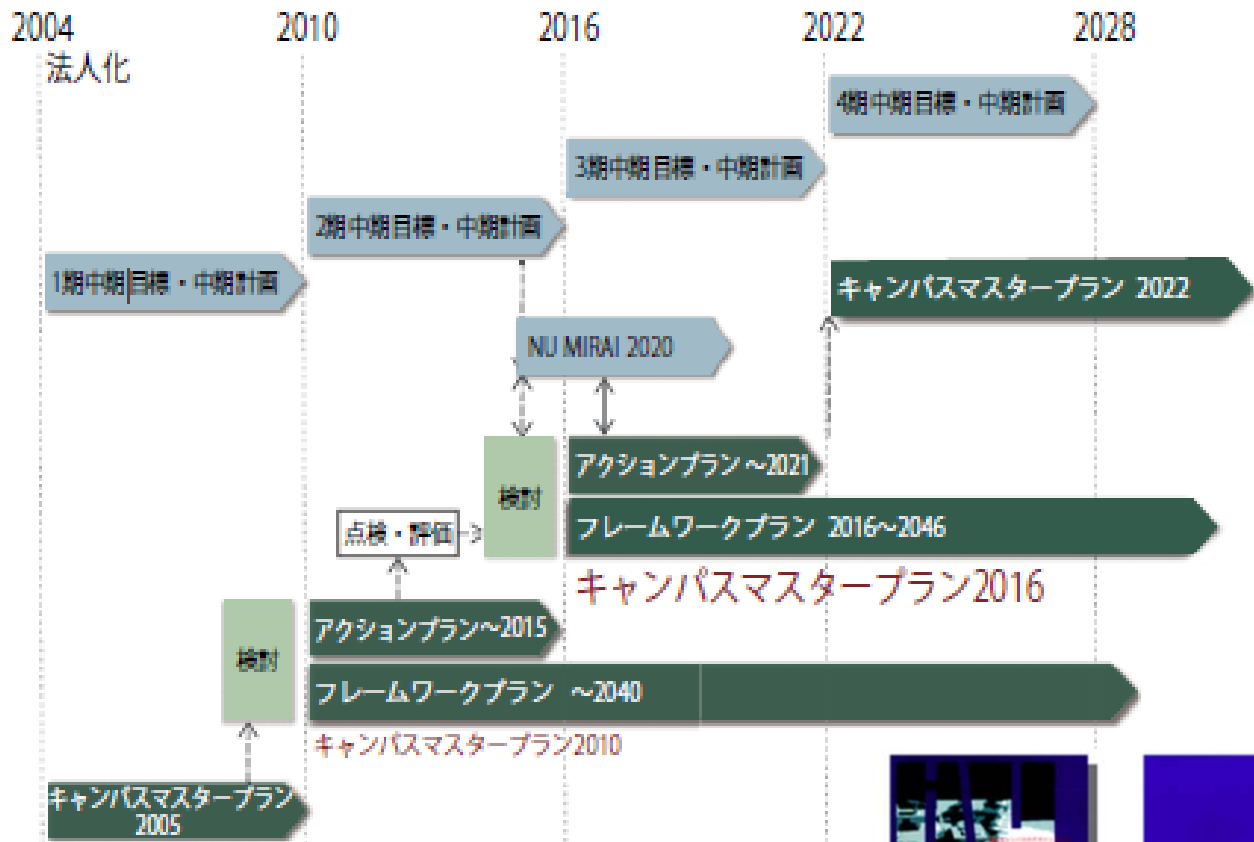 2004
2010
2016
2022
2028
法人化
4期中期目標・中期計画
3期中期目標・中期計画
2期中期目標・中期計画
1期中期目標・中期計画
キャンパスマスタープラン 2022
NU MIRAI 2020
検討
アクションプラン～2021
点検・評価
フレームワークプラン 2016～2046
キャンパスマスタープラン2016
検討
アクションプラン～2015
フレームワークプラン ～2040
キャンパスマスタープラン2010
キャンパスマスタープラン
2005